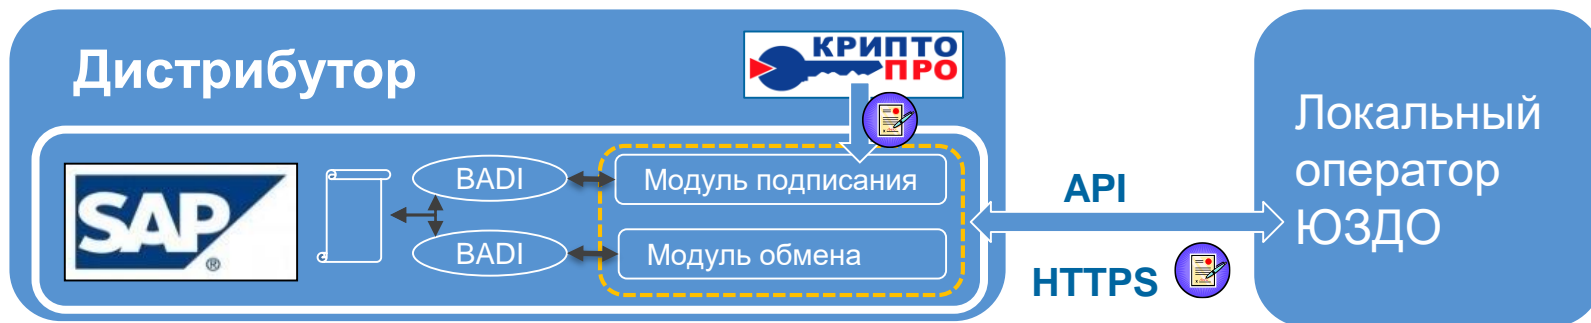 Дистрибутор
КРИПТО
ПРО
SAP
®
BADI
Модуль подписания
BADI
Модуль обмена
API
HTTPS
Локальный
оператор
ЮЗДО